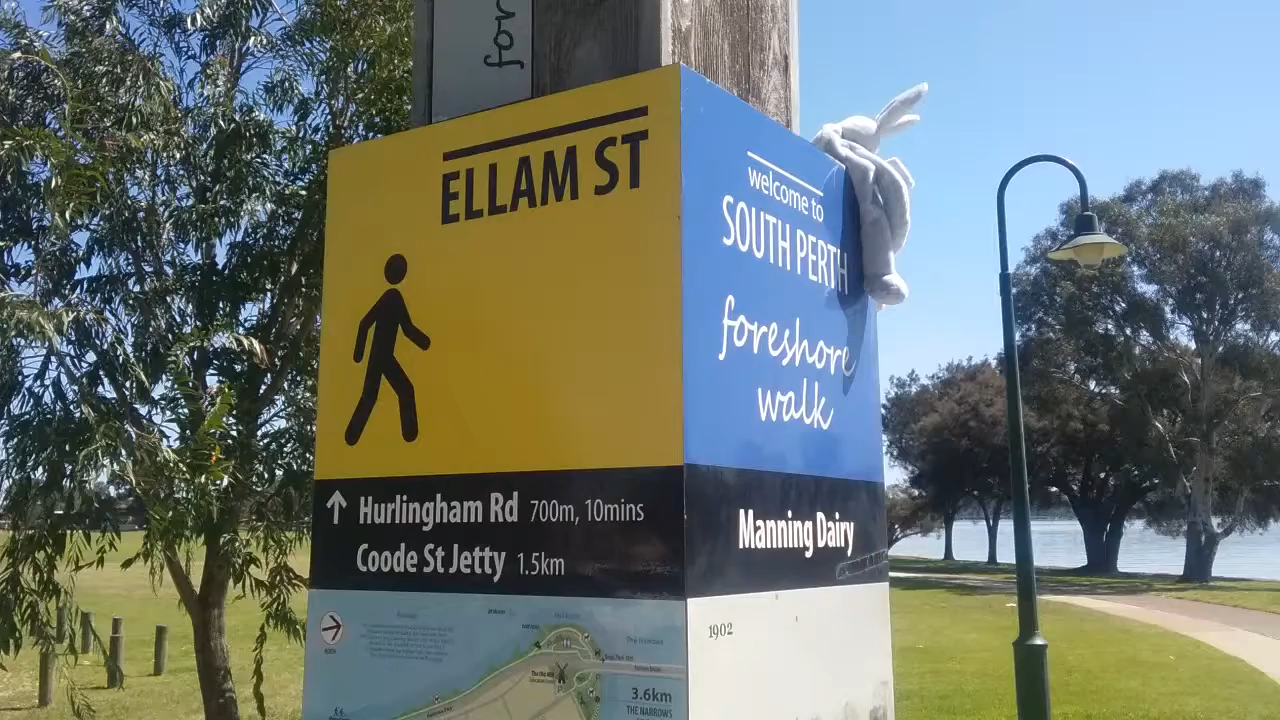 for
ELLAM ST
welcome to
SOUTH PERTH
foreshore
walk
Hurlingham Rd 700m, 10mins
Coode St Jetty 1.5km
Manning Dairy
1902
3.6km
THE NARROWS